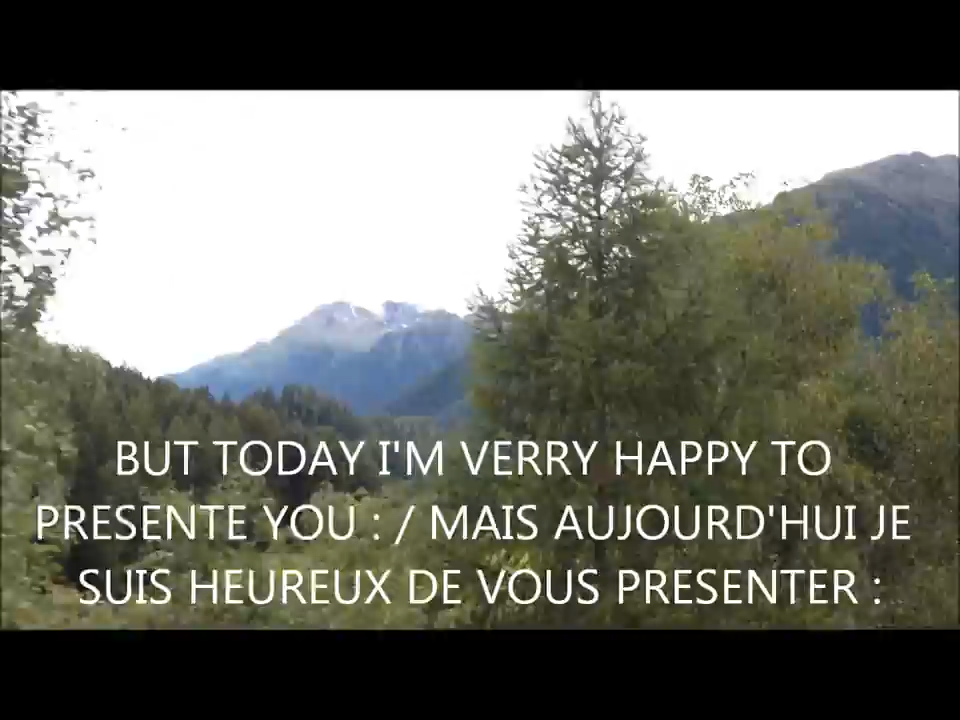 BUT TODAY I'M VERRY HAPPY TO
PRESENTE YOU : / MAIS AUJOURD'HUI JE
SUIS HEUREUX DE VOUS PRESENTER :